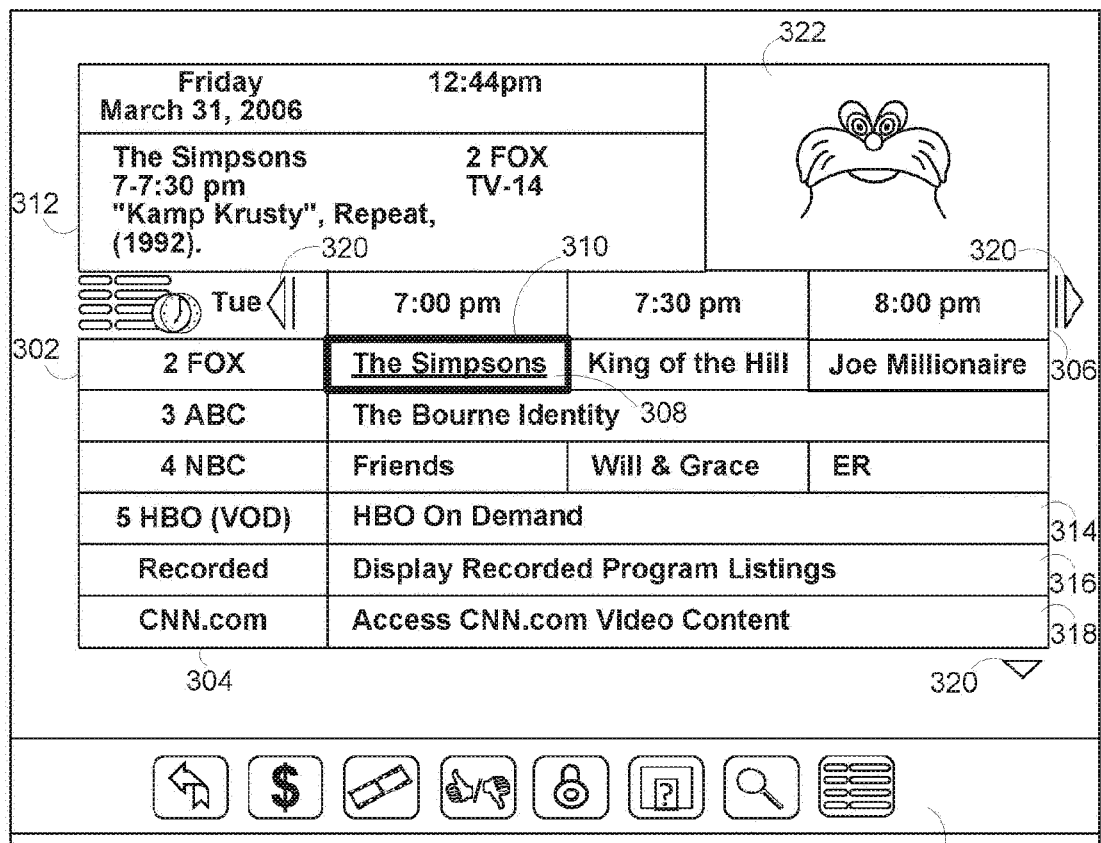 322
Friday 12:44pm
March 31, 2006
The Simpsons 2 FOX
7-7:30 pm TV-14
312
"Kamp Krusty", Repeat,
(1992).
320 310 320
Tue 7:00 pm 7:30 pm 8:00 pm
302
2 FOX The Simpsons King of the Hill Joe Millionaire 306
3 ABC The Bourne Identity 308
4 NBC Friends Will & Grace ER
5 HBO (VOD) HBO On Demand 314
Recorded Display Recorded Program Listings 316
CNN.com Access CNN.com Video Content 318
304 320
$ ?